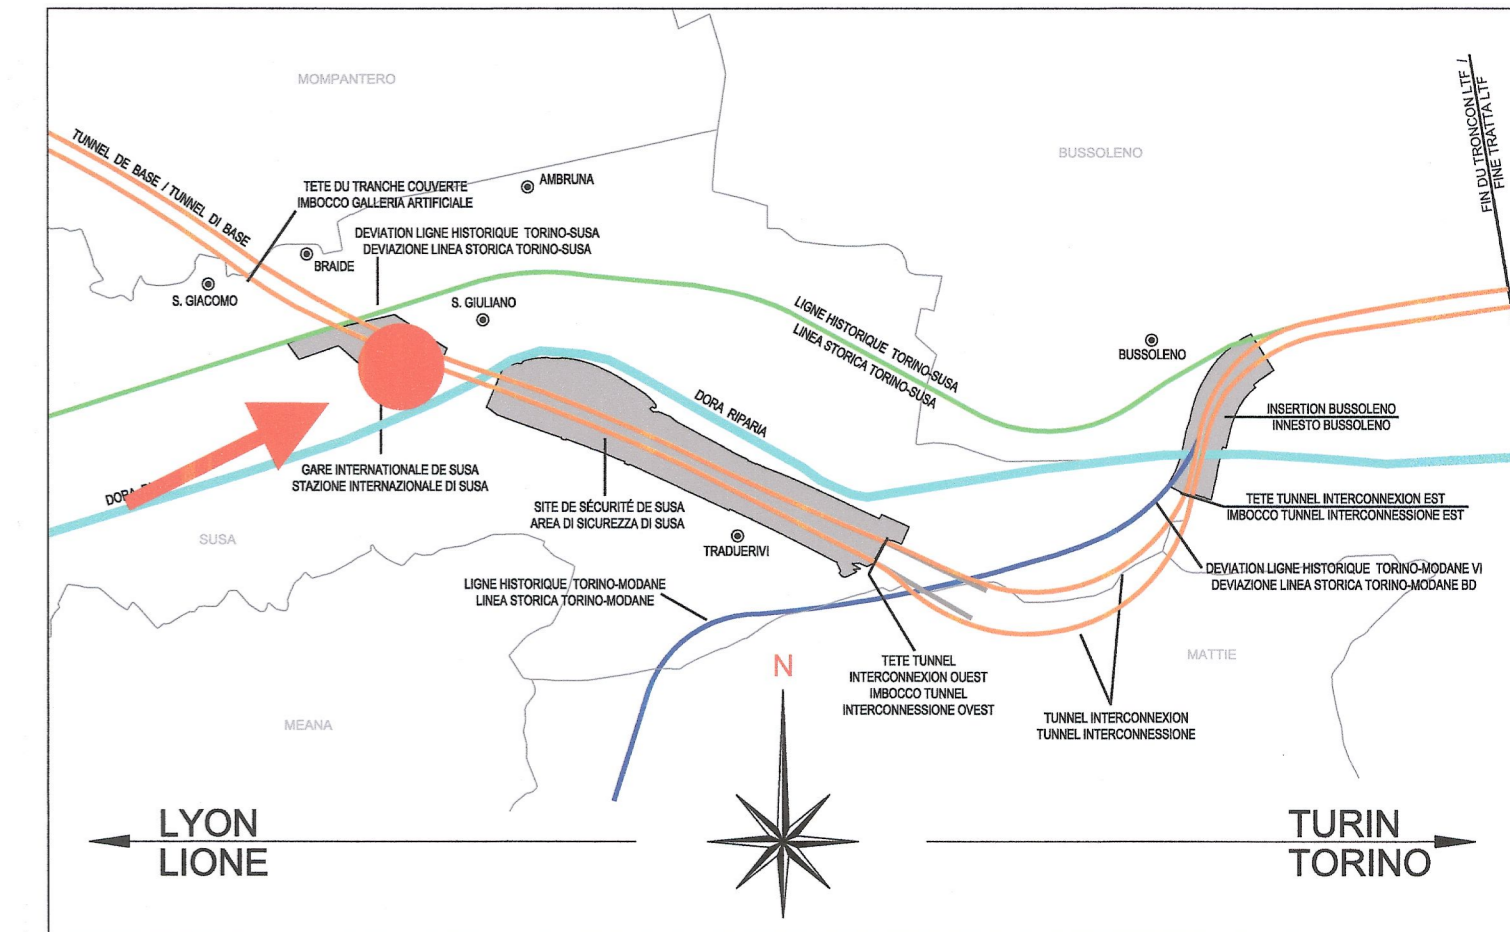 MOMPANTERO
BUSSOLENO
FIN DU TRONCON LTF /
FINE TRATTA LTF
TUNNEL DE BASE / TUNNEL DI BASE
TETE DU TRANCHE COUVERTE
IMBOCCO GALLERIA ARTIFICIALE
AMBRUNA
DEVIATION LIGNE HISTORIQUE TORINO-SUSA
DEVIAZIONE LINEA STORICA TORINO-SUSA
BRAIDE
S. GIACOMO
S. GIULIANO
LIGNE HISTORIQUE TORINO-SUSA
LINEA STORICA TORINO-SUSA
BUSSOLENO
DORA RIPARIA
INSERTION BUSSOLENO
INNESTO BUSSOLENO
GARE INTERNATIONALE DE SUSA
STAZIONE INTERNAZIONALE DI SUSA
DORA
SITE DE SÉCURITÉ DE SUSA
AREA DI SICUREZZA DI SUSA
TETE TUNNEL INTERCONNEXION EST
IMBOCCO TUNNEL INTERCONNESSIONE EST
SUSA
TRADUERIVI
LIGNE HISTORIQUE TORINO-MODANE
LINEA STORICA TORINO-MODANE
DEVIATION LIGNE HISTORIQUE TORINO-MODANE VI
DEVIAZIONE LINEA STORICA TORINO-MODANE BD
MATTIE
TETE TUNNEL
INTERCONNEXION OUEST
IMBOCCO TUNNEL
INTERCONNESSIONE OVEST
N
MEANA
TUNNEL INTERCONNEXION
TUNNEL INTERCONNESSIONE
LYON
LIONE
TURIN
TORINO